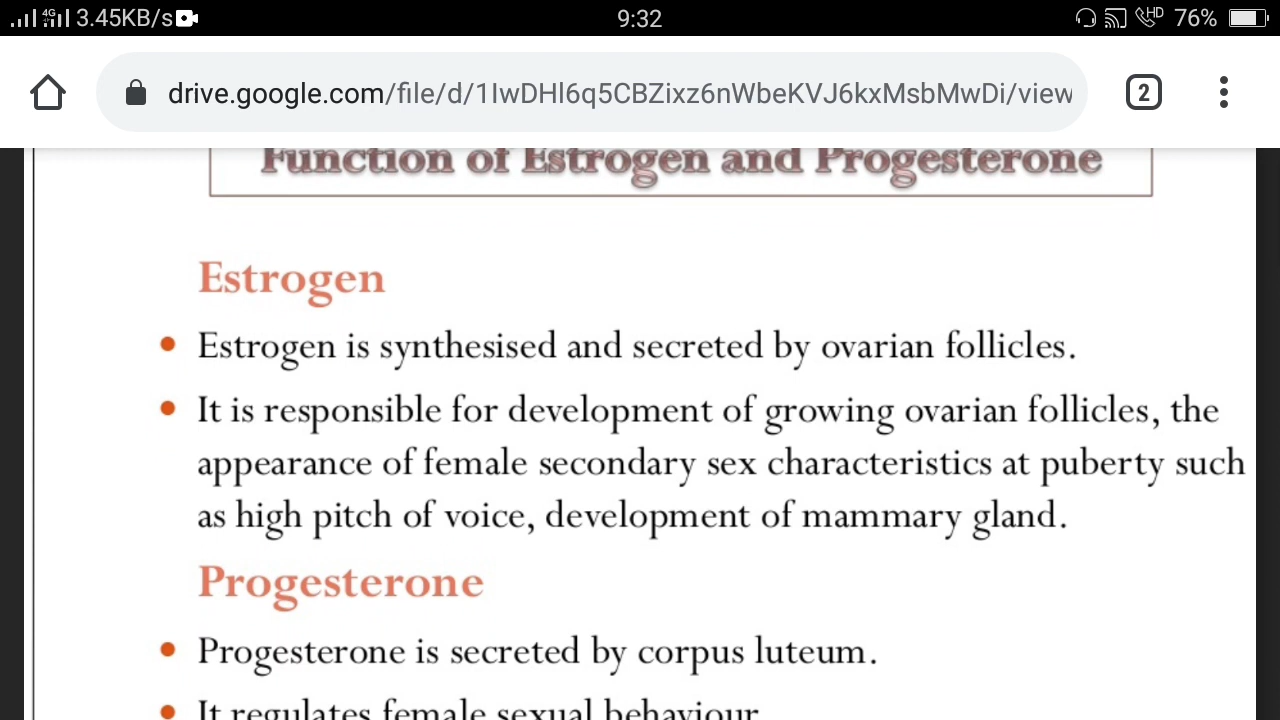 4G 3.45KB/s 9:32 HD 76%
drive.google.com/file/d/1IwDHl6q5CBZixz6nWbeKVJ6kxMsbMwDi/view 2
Function of Estrogen and Progesterone
Estrogen
• Estrogen is synthesised and secreted by ovarian follicles.
• It is responsible for development of growing ovarian follicles, the
appearance of female secondary sex characteristics at puberty such
as high pitch of voice, development of mammary gland.
Progesterone
• Progesterone is secreted by corpus luteum.
• It regulates female sexual behaviour